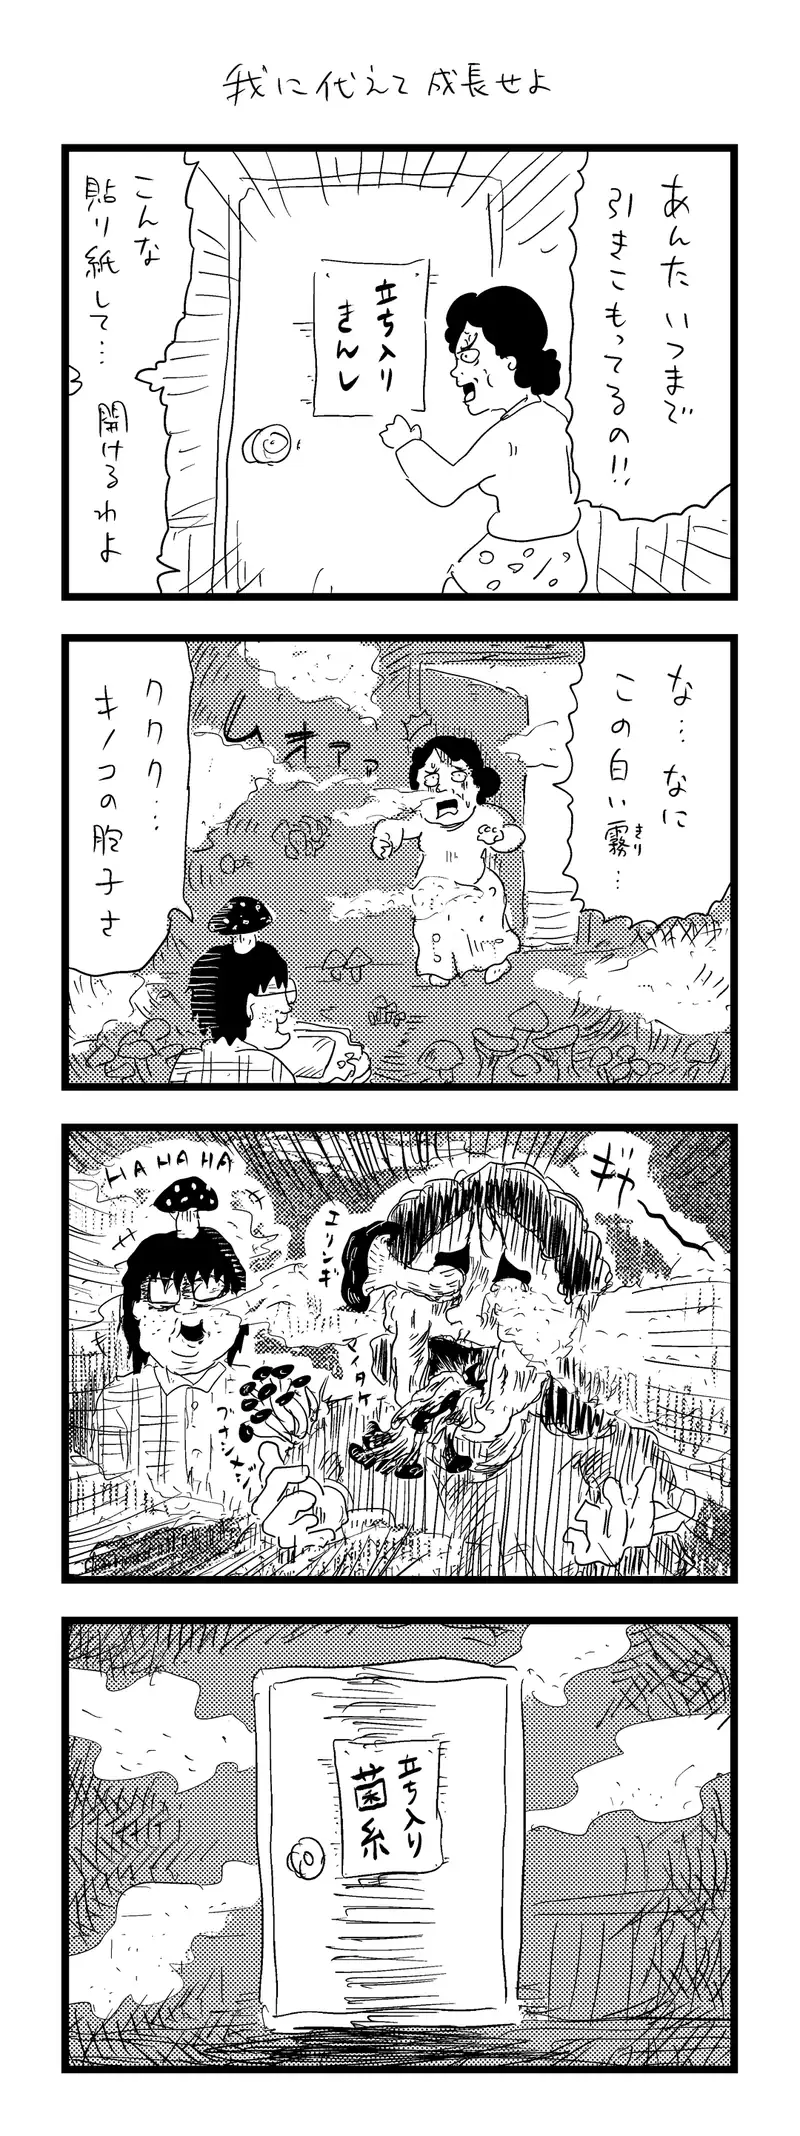 我に代えて成長せよ
あんたいつまで
引きこもってるの!!
立ち入り
きんし
こんな
貼り紙して…
開けるわよ
な…なに
この白い霧…
きり
ムオァァ
ククク…
キノコの胞子さ
ギャー
エリンギ
マイタケ
HA HA HA
ブナシメジ
立ち入り
菌糸